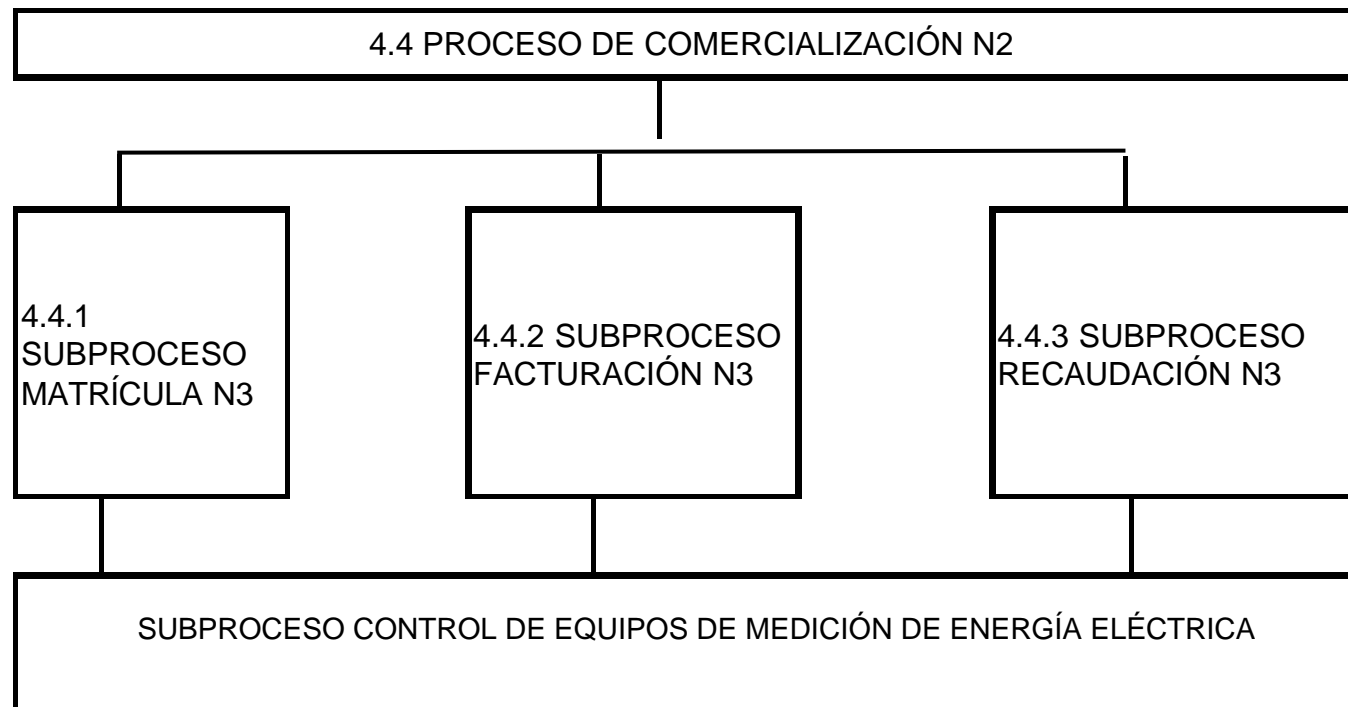 4.4 PROCESO DE COMERCIALIZACIÓN N2
4.4.1
SUBPROCESO
MATRÍCULA N3
4.4.2 SUBPROCESO
FACTURACIÓN N3
4.4.3 SUBPROCESO
RECAUDACIÓN N3
SUBPROCESO CONTROL DE EQUIPOS DE MEDICIÓN DE ENERGÍA ELÉCTRICA